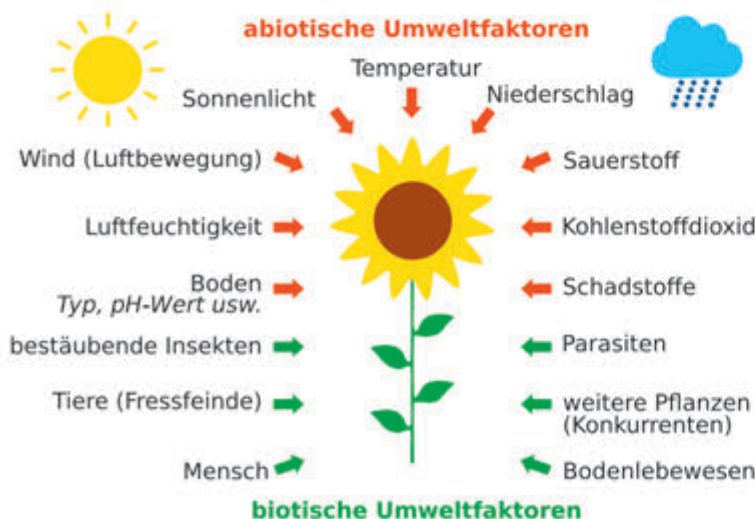 abiotische Umweltfaktoren
Temperatur
Sonnenlicht
Niederschlag
Wind (Luftbewegung)
Sauerstoff
Luftfeuchtigkeit
Kohlenstoffdioxid
Boden
Typ, pH-Wert usw.
Schadstoffe
bestäubende Insekten
Parasiten
Tiere (Fressfeinde)
weitere Pflanzen
(Konkurrenten)
Mensch
Bodenlebewesen
biotische Umweltfaktoren